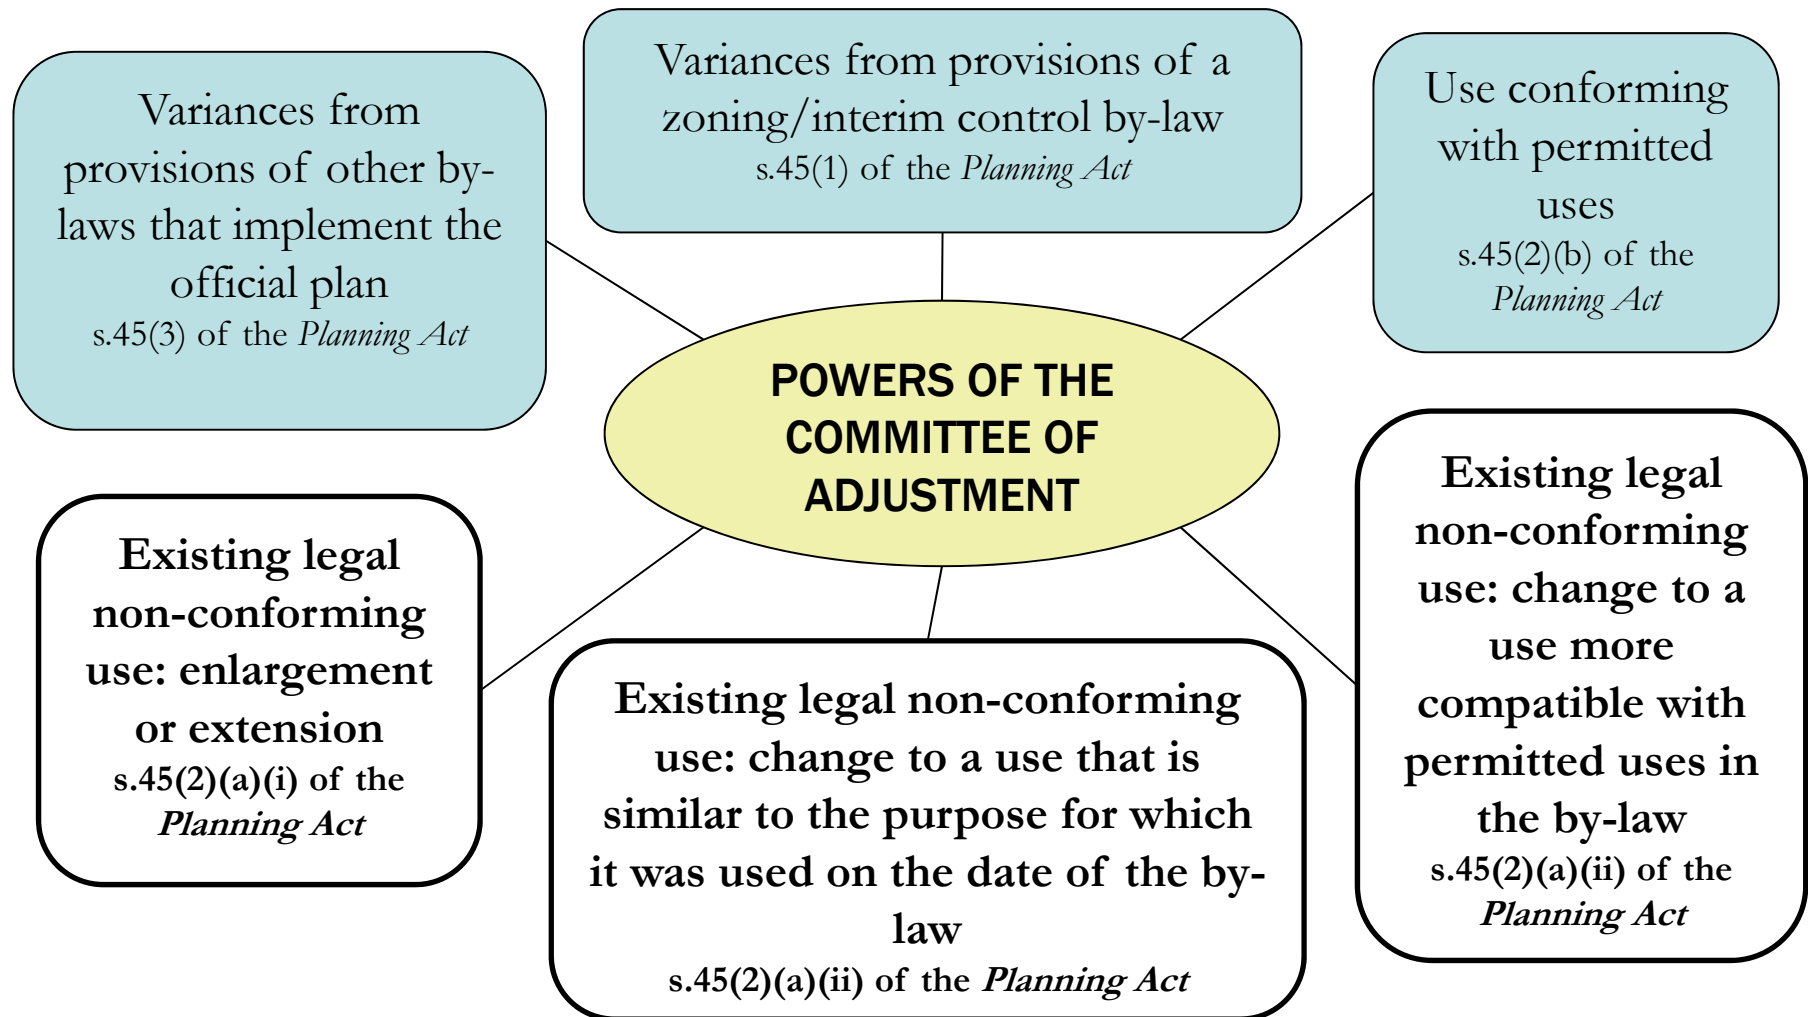 Variances from
provisions of other by-
laws that implement the
official plan
s.45(3) of the Planning Act
Variances from provisions of a
zoning/interim control by-law
s.45(1) of the Planning Act
Use conforming
with permitted
uses
s.45(2)(b) of the
Planning Act
POWERS OF THE
COMMITTEE OF
ADJUSTMENT
Existing legal
non-conforming
use: enlargement
or extension
s.45(2)(a)(i) of the
Planning Act
Existing legal non-conforming
use: change to a use that is
similar to the purpose for which
it was used on the date of the by-
law
s.45(2)(a)(ii) of the Planning Act
Existing legal
non-conforming
use: change to a
use more
compatible with
permitted uses in
the by-law
s.45(2)(a)(ii) of the
Planning Act